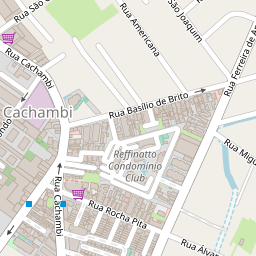 Rua São
São
Joaquim
Rua Americana
Rua Cachambi
Rua Ferreira de A
Rua Basílio de Brito
Cachambi
Rua Migu
Reffinatto
Condomínio
Club
Rua Cachambi
Rua Rocha Pita
Rua Álvar